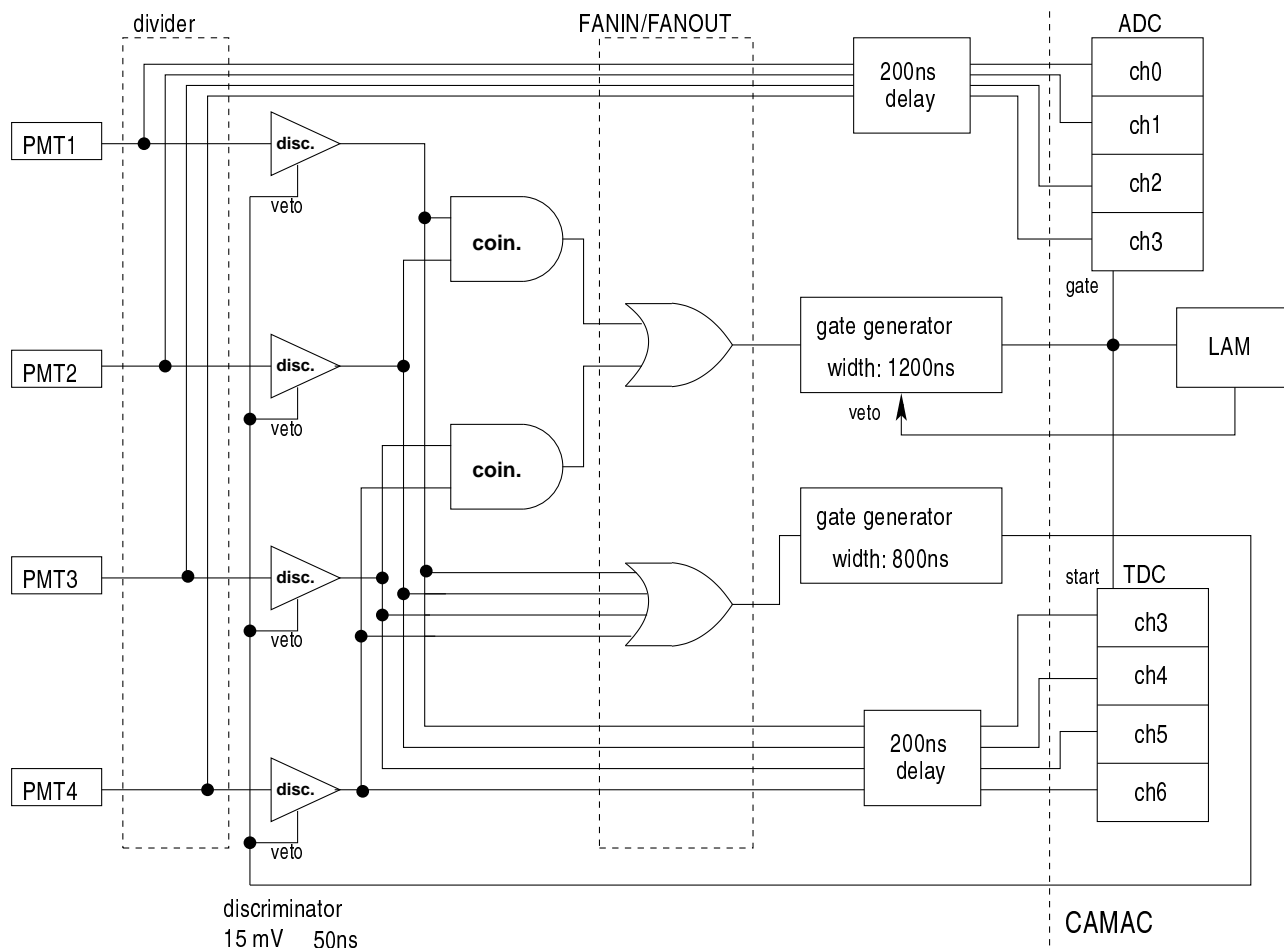 divider
FANIN/FANOUT
ADC
200ns
delay
ch0
ch1
ch2
ch3
gate
PMT1
disc.
veto
coin.
gate generator
width: 1200ns
veto
LAM
PMT2
disc.
veto
coin.
gate generator
width: 800ns
start
TDC
ch3
ch4
ch5
ch6
PMT3
disc.
veto
200ns
delay
PMT4
disc.
veto
discriminator
15 mV 50ns
CAMAC